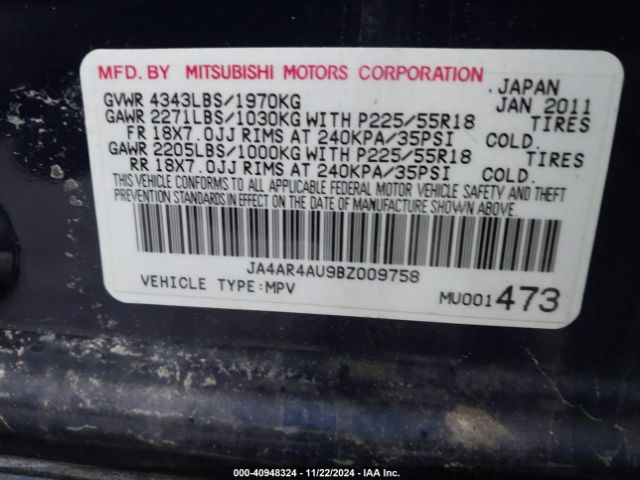 MFD. BY MITSUBISHI MOTORS CORPORATION
JAPAN
GVWR 4343LBS/1970KG JAN 2011
GAWR 2271LBS/1030KG WITH P225/55R18 TIRES
FR 18X7.0JJ RIMS AT 240KPA/35PSI COLD.
GAWR 2205LBS/1000KG WITH P225/55R18 TIRES
RR 18X7.0JJ RIMS AT 240KPA/35PSI COLD.
THIS VEHICLE CONFORMS TO ALL APPLICABLE FEDERAL MOTOR VEHICLE SAFETY AND THEFT
PREVENTION STANDARDS IN EFFECT ON THE DATE OF MANUFACTURE SHOWN ABOVE.
JA4AR4AU9BZ009758
VEHICLE TYPE:MPV MU001473
000-40948324 - 11/22/2024 - IAA Inc.